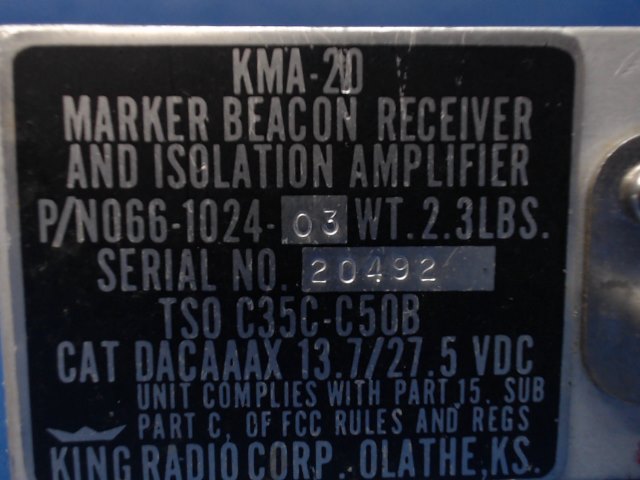 KMA-20
MARKER BEACON RECEIVER
AND ISOLATION AMPLIFIER
P/N066-1024-03 WT. 2.3LBS.
SERIAL NO. 20492
TSO C35C-C50B
CAT DACAAAX 13.7/27.5 VDC
UNIT COMPLIES WITH PART 15. SUB
PART C, OF FCC RULES AND REGS
KING RADIO CORP. OLATHE,KS.